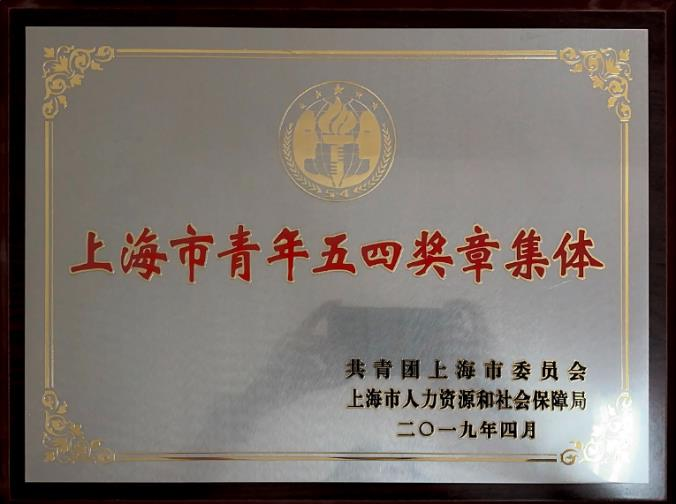 上海市青年五四奖章集体
共青团上海市委员会
上海市人力资源和社会保障局
二〇一九年四月